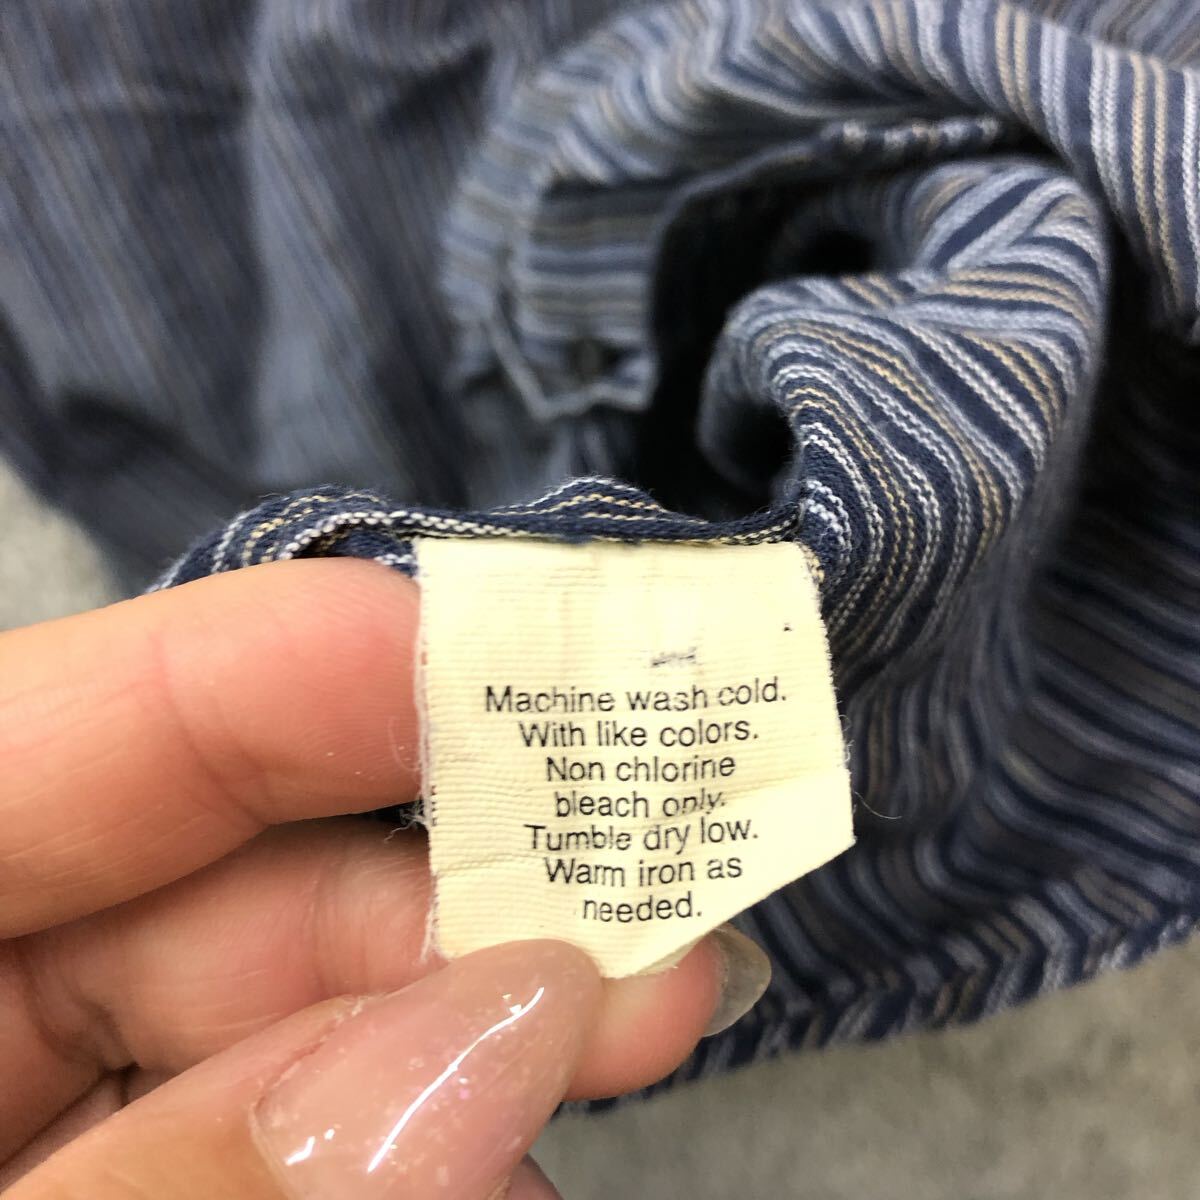 Machine wash cold.
With like colors.
Non chlorine
bleach only.
Tumble dry low.
Warm iron as
needed.